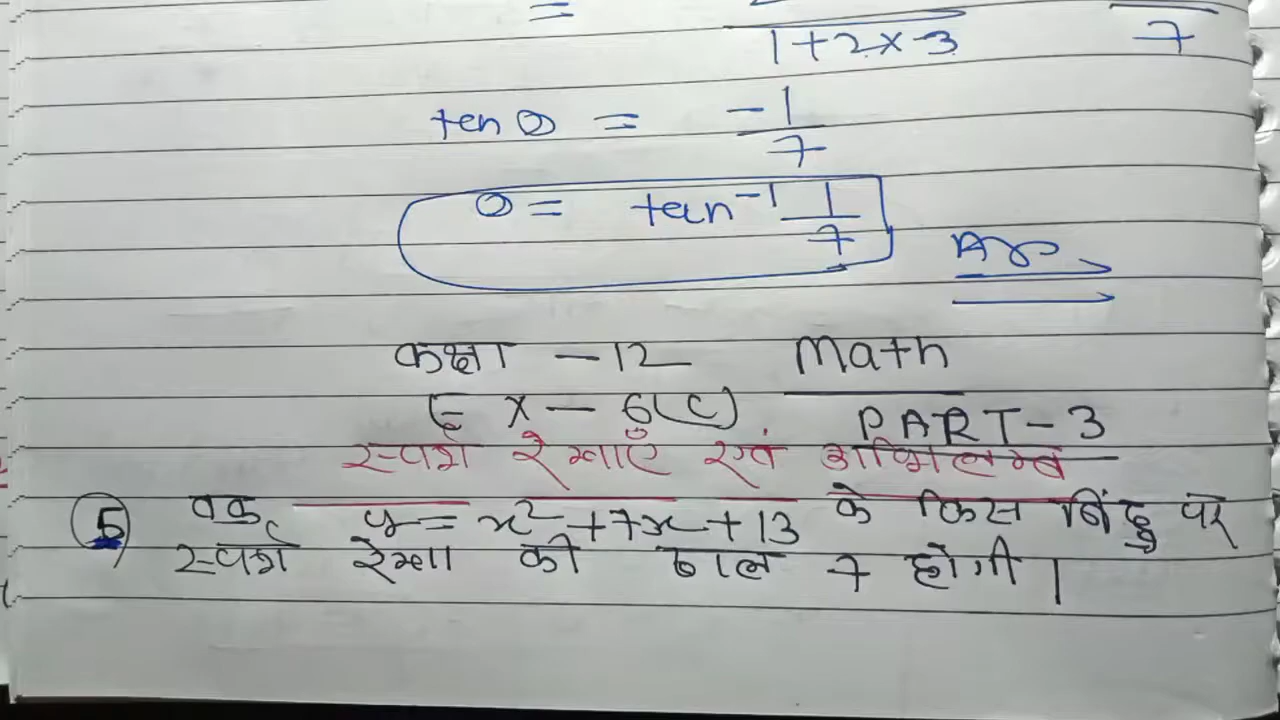 =
1+2×3 7
tan θ = -1/7
θ = tan⁻¹ 1/7 Ans
कक्षा - 12 Math
Ex - 6(C) PART-3
स्पर्श रेखाएँ एवं अभिलम्ब
5 वक्र, y = x² + 7x + 13 के किस बिंदु पर
स्पर्श रेखा की ढाल 7 होगी।